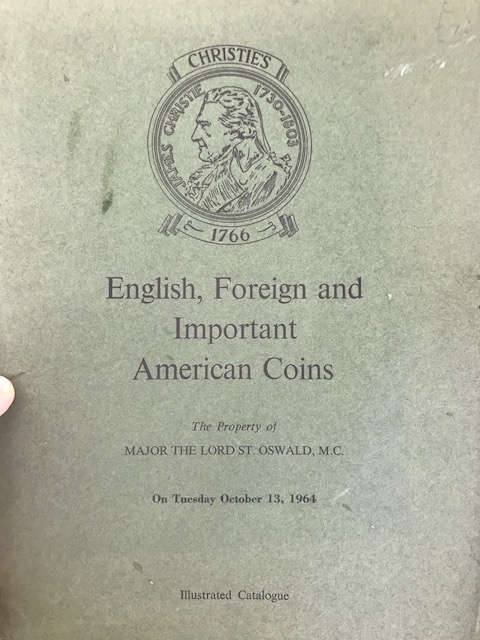 CHRISTIE'S
JAMES CHRISTIE 1730-1803
1766
English, Foreign and
Important
American Coins
The Property of
MAJOR THE LORD ST. OSWALD, M.C.
On Tuesday October 13, 1964
Illustrated Catalogue